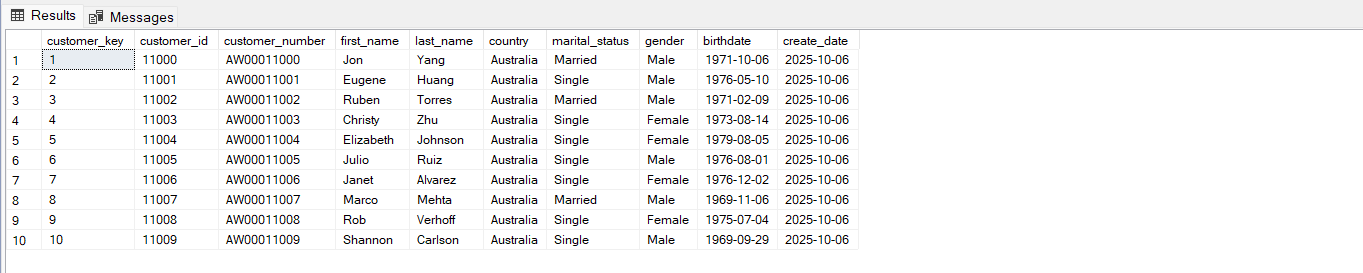 Results Messages
customer_key customer_id customer_number first_name last_name country marital_status gender birthdate create_date
1 1 11000 AW00011000 Jon Yang Australia Married Male 1971-10-06 2025-10-06
2 2 11001 AW00011001 Eugene Huang Australia Single Male 1976-05-10 2025-10-06
3 3 11002 AW00011002 Ruben Torres Australia Married Male 1971-02-09 2025-10-06
4 4 11003 AW00011003 Christy Zhu Australia Single Female 1973-08-14 2025-10-06
5 5 11004 AW00011004 Elizabeth Johnson Australia Single Female 1979-08-05 2025-10-06
6 6 11005 AW00011005 Julio Ruiz Australia Single Male 1976-08-01 2025-10-06
7 7 11006 AW00011006 Janet Alvarez Australia Single Female 1976-12-02 2025-10-06
8 8 11007 AW00011007 Marco Mehta Australia Married Male 1969-11-06 2025-10-06
9 9 11008 AW00011008 Rob Verhoff Australia Single Female 1975-07-04 2025-10-06
10 10 11009 AW00011009 Shannon Carlson Australia Single Male 1969-09-29 2025-10-06